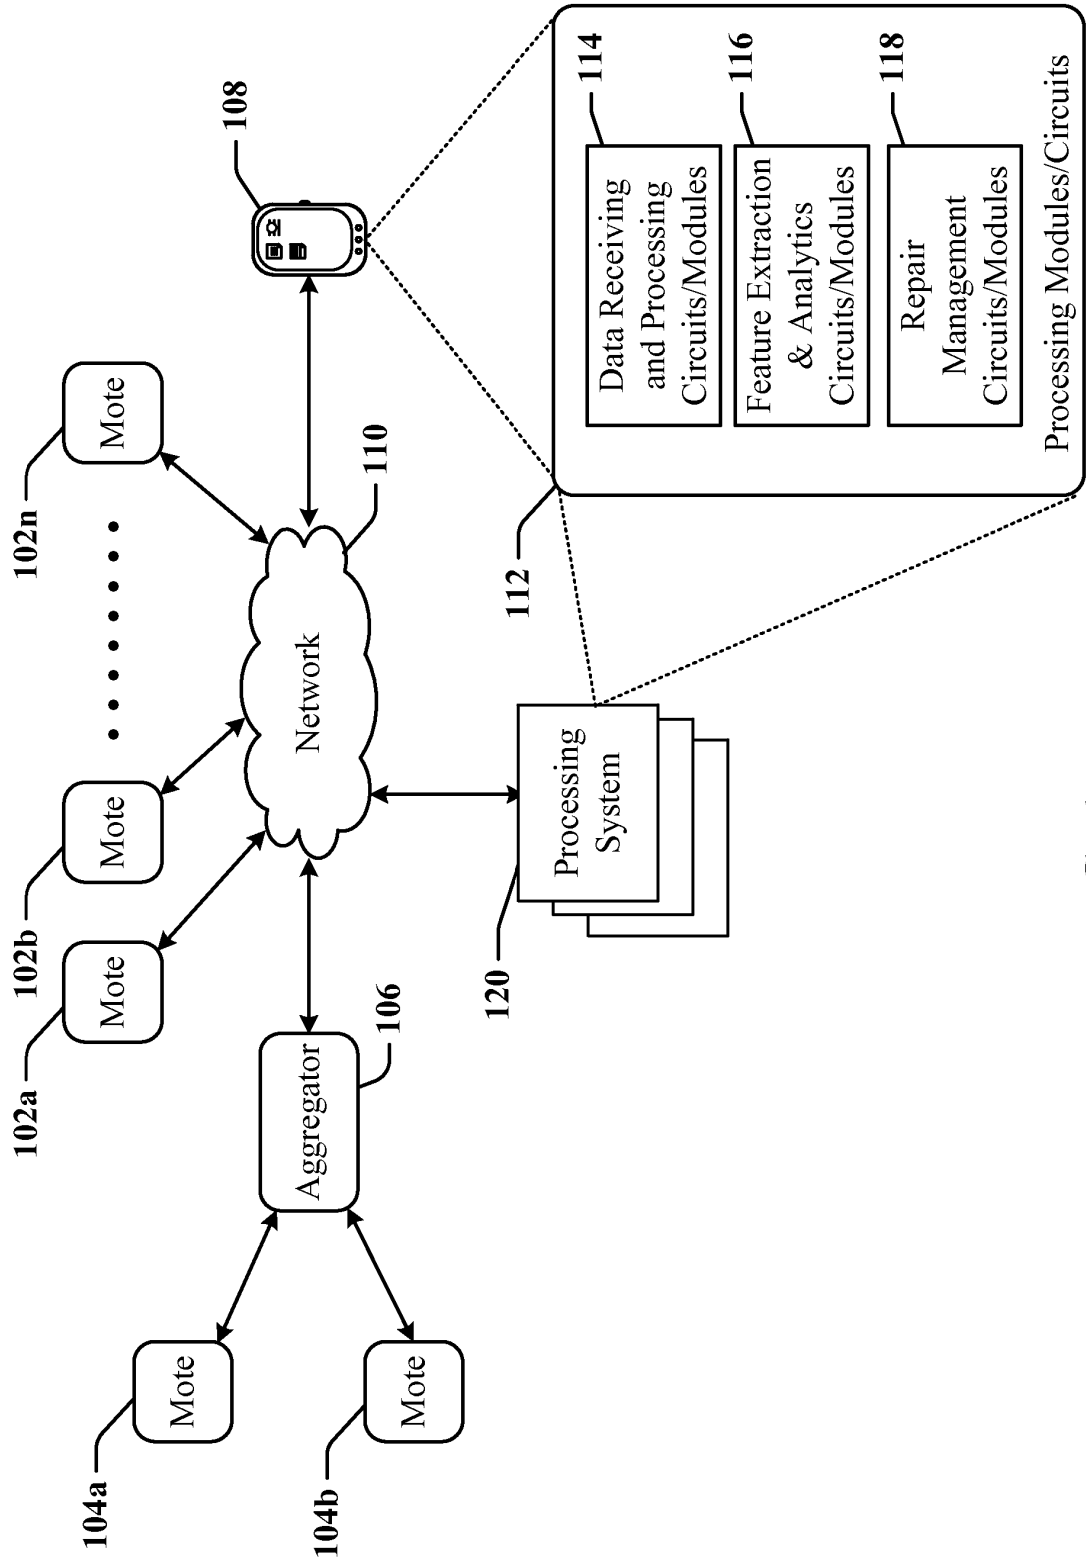 102a
102b
102n
Mote
Mote
Mote
104a
Mote
104b
Mote
Aggregator
106
Network
110
108
120
Processing
System
112
114
Data Receiving
and Processing
Circuits/Modules
116
Feature Extraction
& Analytics
Circuits/Modules
118
Repair
Management
Circuits/Modules
Processing Modules/Circuits